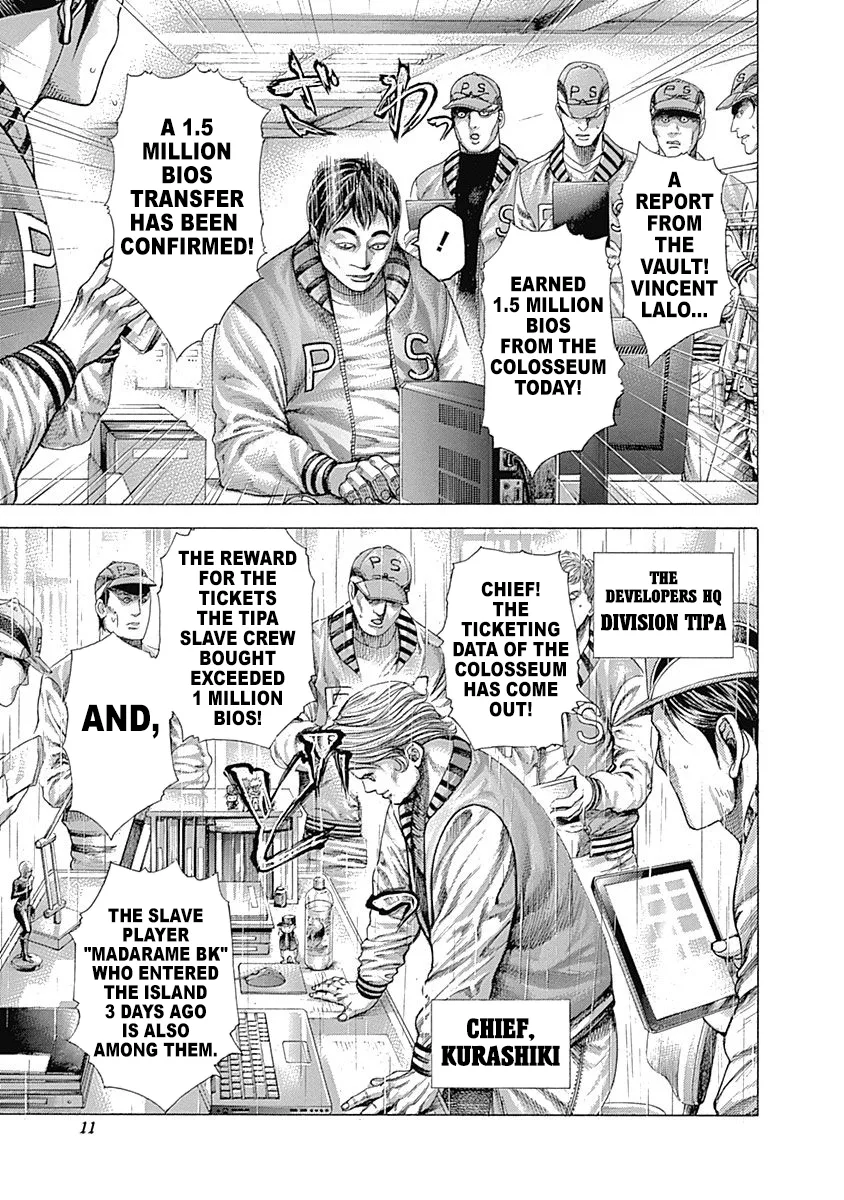 A
REPORT
FROM
THE
VAULT!
VINCENT
LALO...
EARNED
1.5 MILLION
BIOS
FROM THE
COLOSSEUM
TODAY!
!
ざわっ
P S
P S
S
P
P S
A 1.5
MILLION
BIOS
TRANSFER
HAS BEEN
CONFIRMED!
P
THE
DEVELOPERS HQ
DIVISION TIPA
CHIEF!
THE
TICKETING
DATA OF THE
COLOSSEUM
HAS COME
OUT!
P S
P S
S
THE REWARD
FOR THE
TICKETS
THE TIPA
SLAVE CREW
BOUGHT
EXCEEDED
1 MILLION
BIOS!
AND,
THE SLAVE
PLAYER
"MADARAME BK"
WHO ENTERED
THE ISLAND
3 DAYS AGO
IS ALSO
AMONG THEM.
CHIEF,
KURASHIKI
11